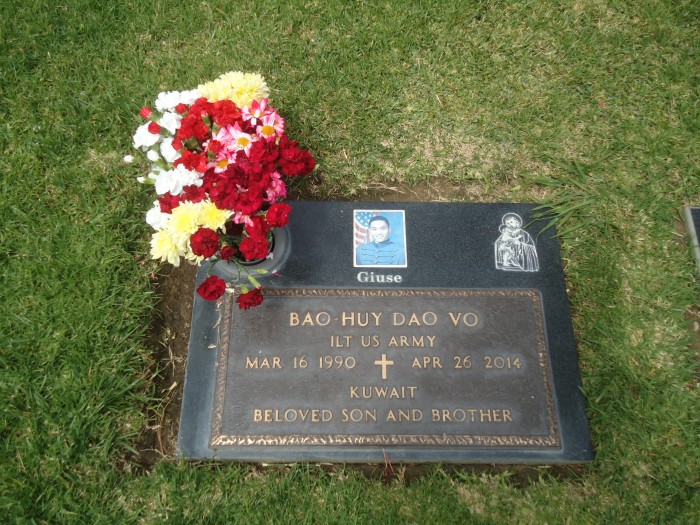 Giuse
BAO-HUY DAO VO
1LT US ARMY
MAR 16 1990 APR 26 2014
KUWAIT
BELOVED SON AND BROTHER